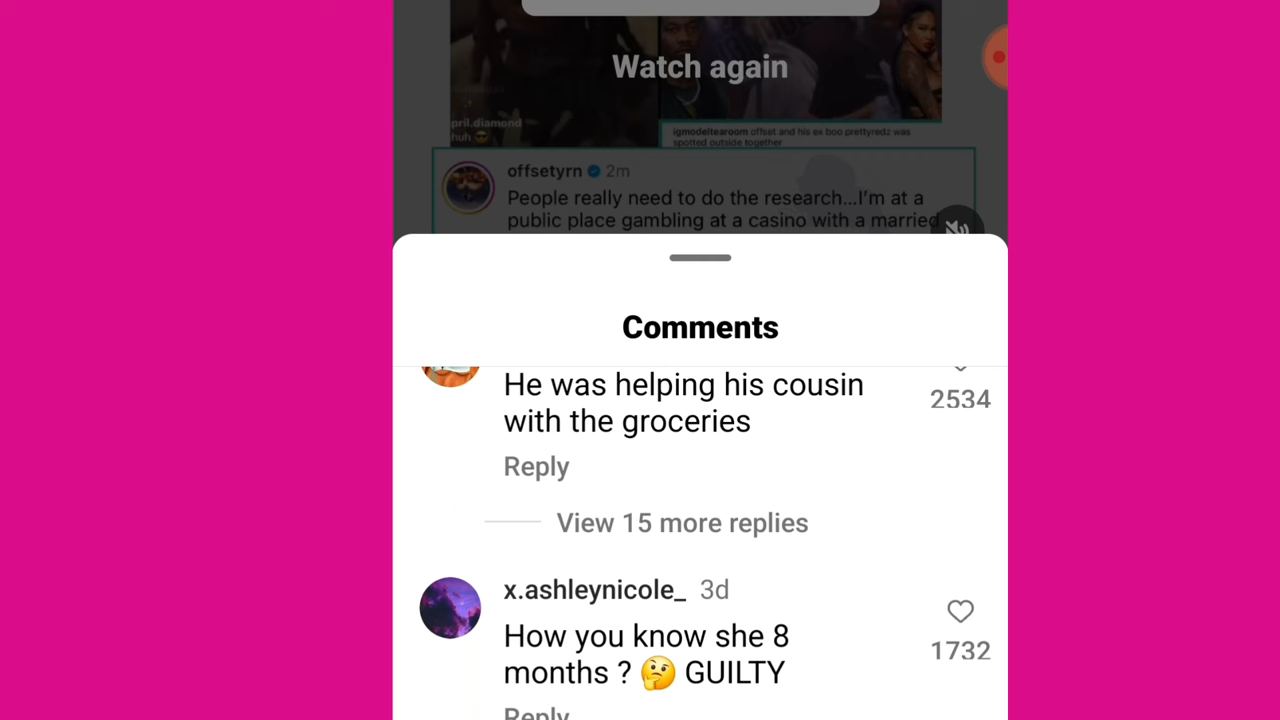 Watch again
pril.diamond
huh 😎
igmodeltearoom offset and his ex boo prettyredz was
spotted outside together
offsetyrn 2m
People really need to do the research...I'm at a
public place gambling at a casino with a married
Comments
He was helping his cousin
with the groceries
2534
Reply
View 15 more replies
x.ashleynicole_ 3d
How you know she 8
months ? 🤔 GUILTY
1732
Reply